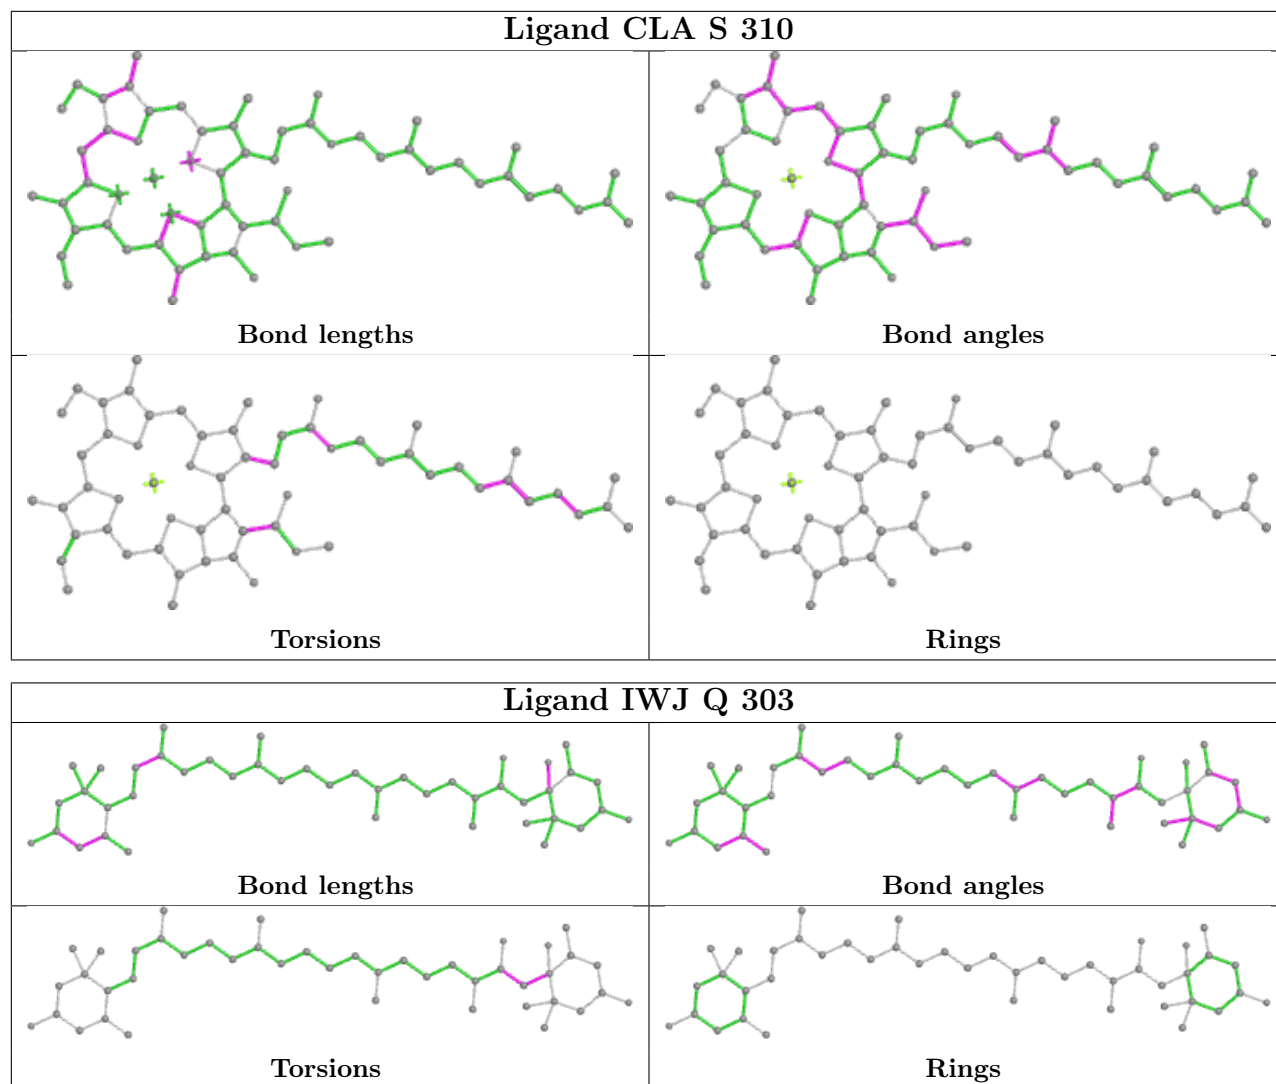 Ligand CLA S 310
Bond lengths
Bond angles
Torsions
Rings
Ligand IWJ Q 303
Bond lengths
Bond angles
Torsions
Rings